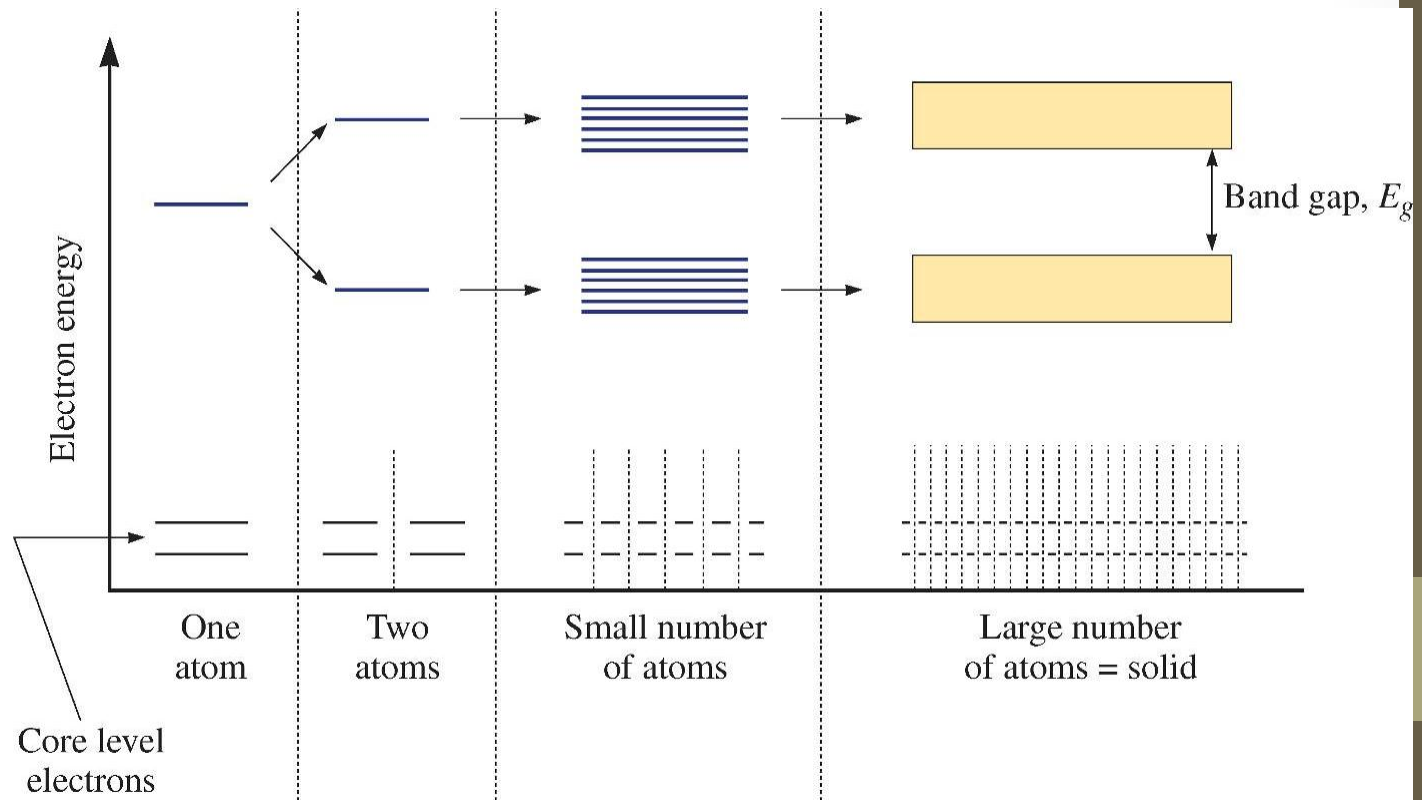 Electron energy
Band gap, Eg
One
atom
Two
atoms
Small number
of atoms
Large number
of atoms = solid
Core level
electrons